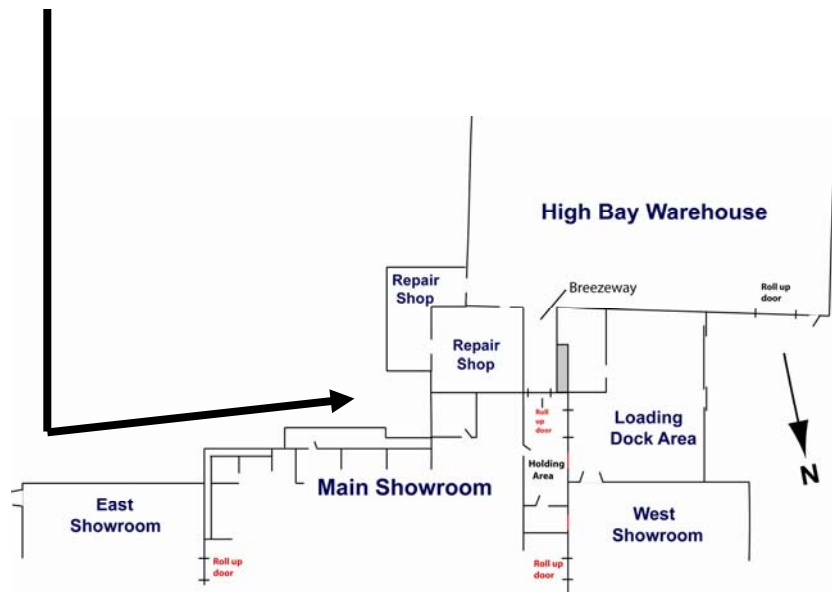 High Bay Warehouse
Roll up
door
Breezeway
Repair
Shop
Repair
Shop
Roll
up
door
Loading
Dock Area
N
Holding
Area
Main Showroom
East
Showroom
West
Showroom
Roll up
door
Roll up
door